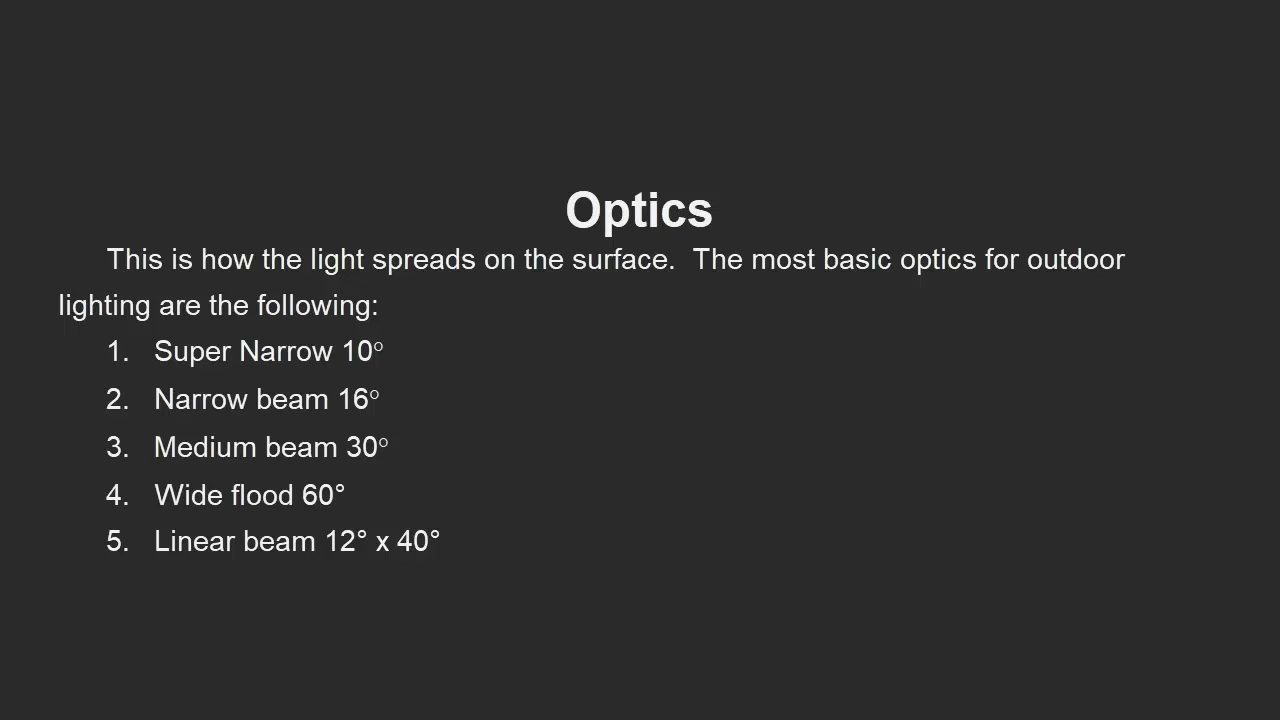 Optics
This is how the light spreads on the surface.  The most basic optics for outdoor
lighting are the following:
1. Super Narrow 10°
2. Narrow beam 16°
3. Medium beam 30°
4. Wide flood 60°
5. Linear beam 12° x 40°